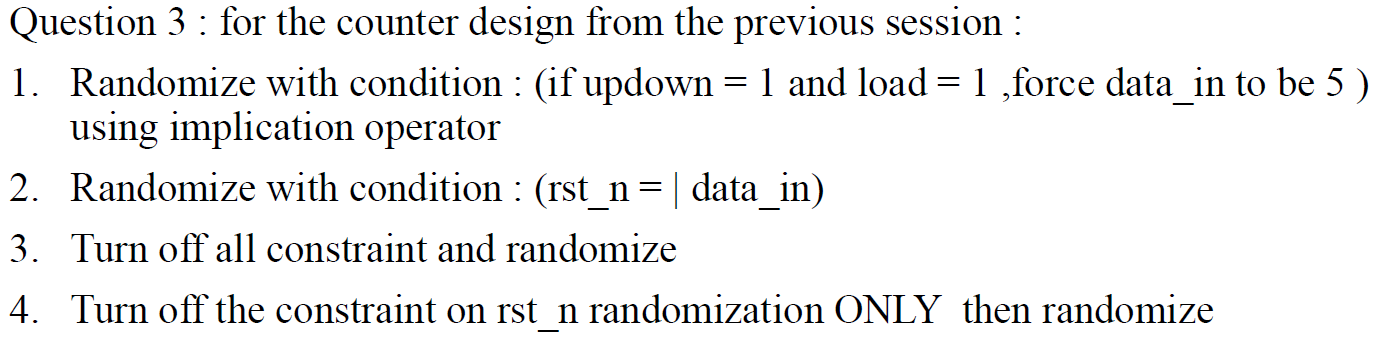 Question 3 : for the counter design from the previous session :
1. Randomize with condition : (if updown = 1 and load = 1 ,force data_in to be 5 )
using implication operator
2. Randomize with condition : (rst_n = | data_in)
3. Turn off all constraint and randomize
4. Turn off the constraint on rst_n randomization ONLY then randomize